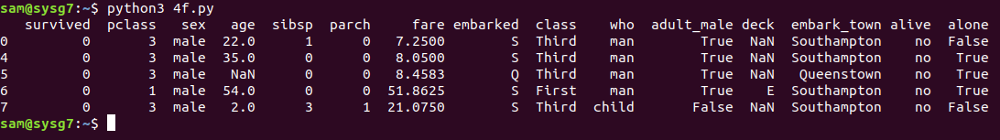 sam@sysg7:~$ python3 4f.py
   survived  pclass   sex   age  sibsp  parch     fare embarked  class    who  adult_male deck  embark_town alive  alone
0         0       3  male  22.0      1      0   7.2500        S  Third    man        True  NaN  Southampton    no  False
4         0       3  male  35.0      0      0   8.0500        S  Third    man        True  NaN  Southampton    no   True
5         0       3  male   NaN      0      0   8.4583        Q  Third    man        True  NaN   Queenstown    no   True
6         0       1  male  54.0      0      0  51.8625        S  First    man        True    E  Southampton    no   True
7         0       3  male   2.0      3      1  21.0750        S  Third  child       False  NaN  Southampton    no  False
sam@sysg7:~$